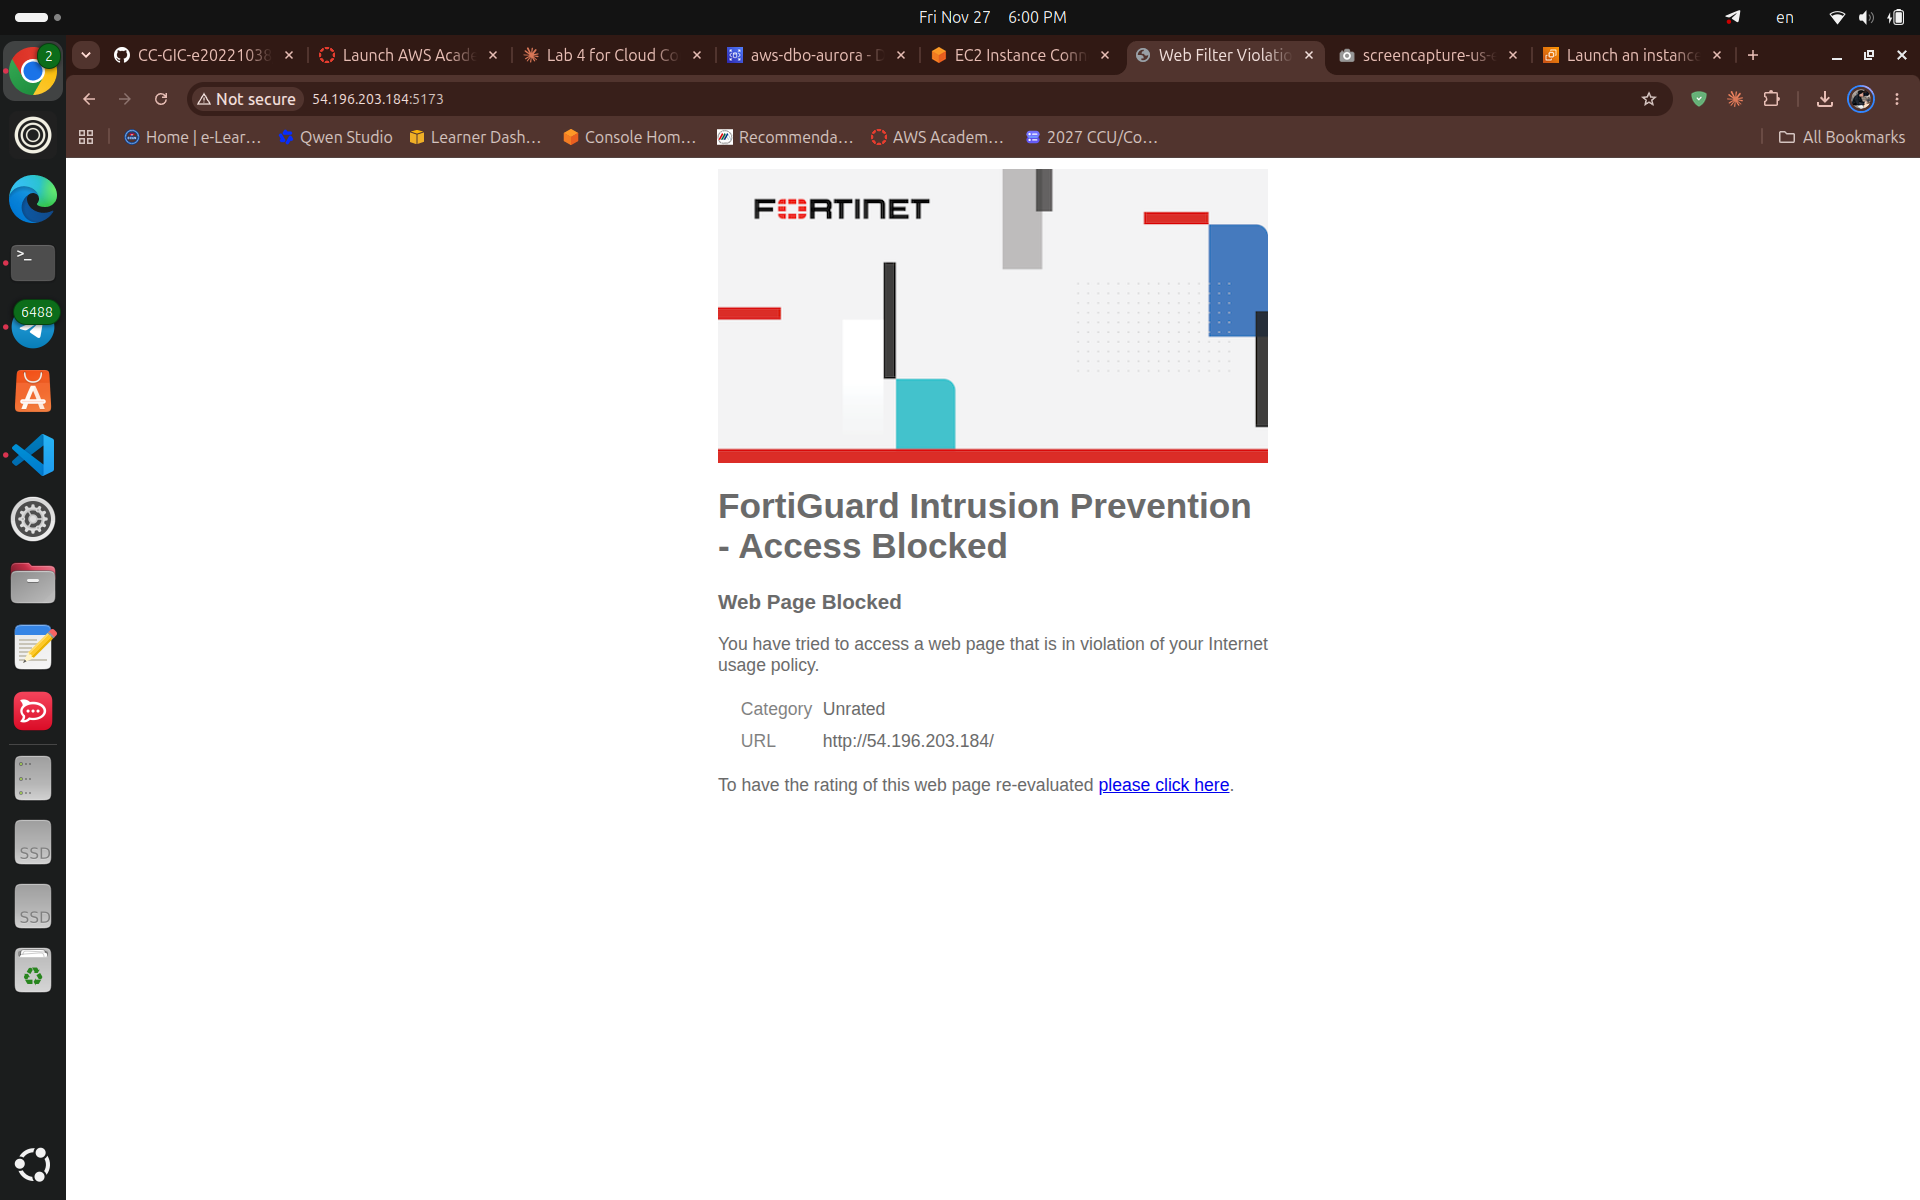 Fri Nov 27 6:00 PM
en
2
CC-GIC-e20221038
Launch AWS Acade
Lab 4 for Cloud Co
aws-dbo-aurora - D
EC2 Instance Conn
Web Filter Violatio
screencapture-us-e
Launch an instance
Not secure
54.196.203.184:5173
Home | e-Lear...
Qwen Studio
Learner Dash...
Console Hom...
Recommenda...
AWS Academ...
2027 CCU/Co...
All Bookmarks
>_
6488
SSD
SSD
FORTINET
FortiGuard Intrusion Prevention
- Access Blocked
Web Page Blocked
You have tried to access a web page that is in violation of your Internet
usage policy.
Category Unrated
URL http://54.196.203.184/
To have the rating of this web page re-evaluated please click here.